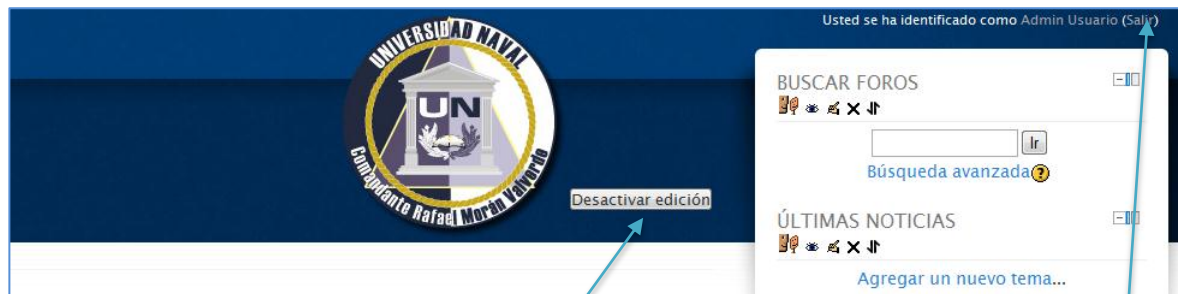 Usted se ha identificado como Admin Usuario (Salir)
UNIVERSIDAD NAVAL
UN
Comandante Rafael Morán Valverde
Desactivar edición
BUSCAR FOROS
Ir
Búsqueda avanzada?
ÚLTIMAS NOTICIAS
Agregar un nuevo tema...